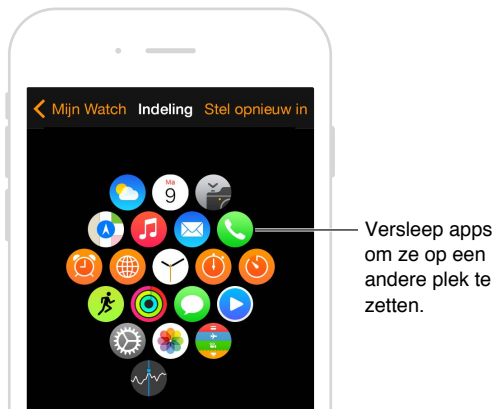 Mijn Watch Indeling Stel opnieuw in
Ma
9
Versleep apps
om ze op een
andere plek te
zetten.